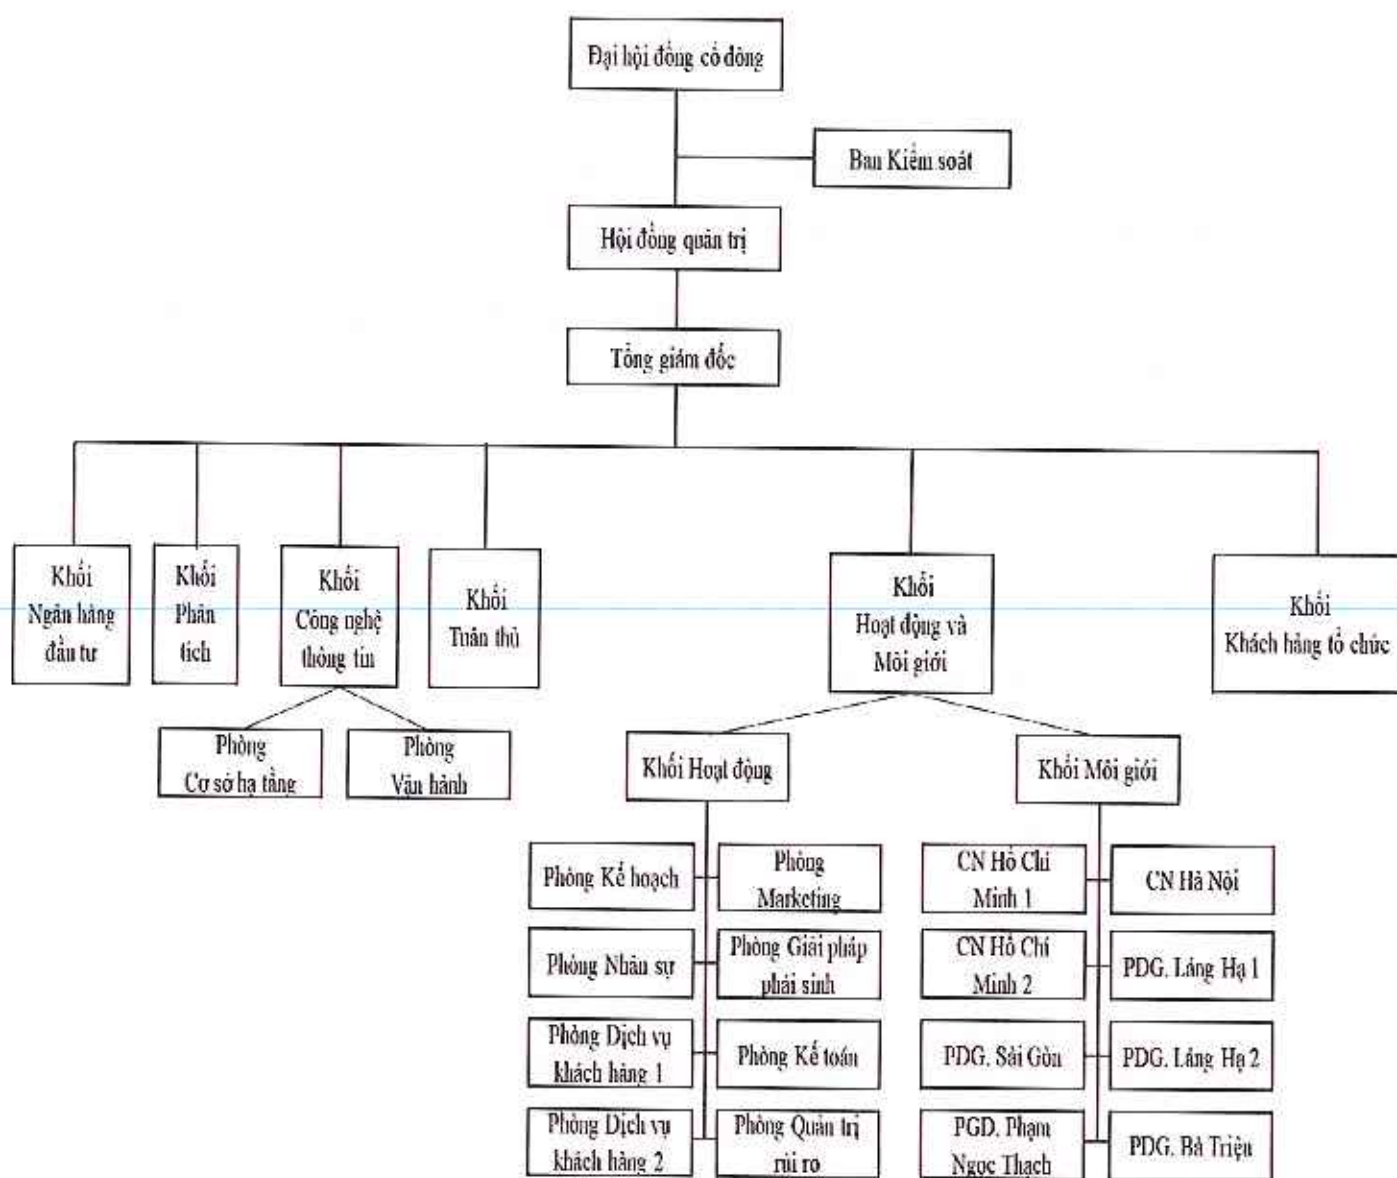 Đại hội đồng cổ đông
Ban Kiểm soát
Hội đồng quản trị
Tổng giám đốc
Khối
Ngân hàng
đầu tư
Khối
Phân
tích
Khối
Công nghệ
thông tin
Khối
Tuân thủ
Khối
Hoạt động và
Môi giới
Khối
Khách hàng tổ chức
Phòng
Cơ sở hạ tầng
Phòng
Vận hành
Khối Hoạt động
Khối Môi giới
Phòng Kế hoạch
Phòng
Marketing
CN Hồ Chí
Minh 1
CN Hà Nội
Phòng Nhân sự
Phòng Giải pháp
phái sinh
CN Hồ Chí
Minh 2
PDG. Láng Hạ 1
Phòng Dịch vụ
khách hàng 1
Phòng Kế toán
PDG. Sài Gòn
PDG. Láng Hạ 2
Phòng Dịch vụ
khách hàng 2
Phòng Quản trị
rủi ro
PGD. Phạm
Ngọc Thạch
PDG. Bà Triệu